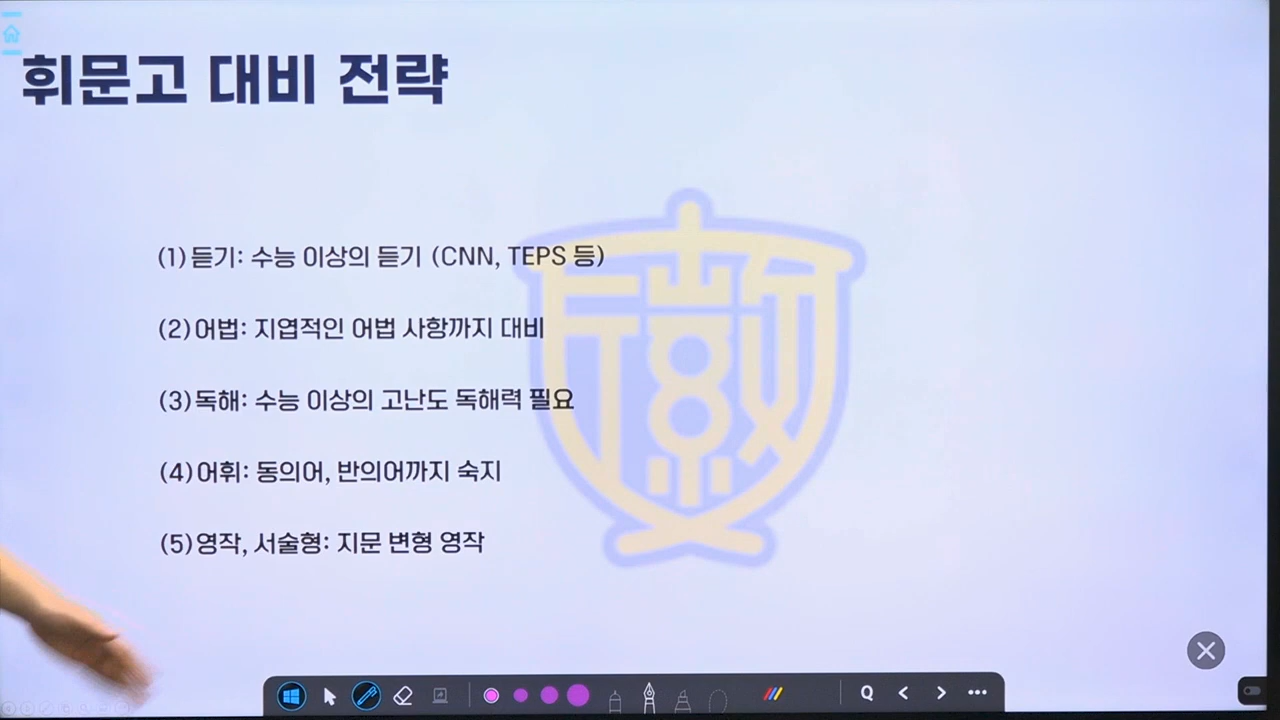 휘문고 대비 전략
(1) 듣기: 수능 이상의 듣기 (CNN, TEPS 등)
(2) 어법: 지엽적인 어법 사항까지 대비
(3) 독해: 수능 이상의 고난도 독해력 필요
(4) 어휘: 동의어, 반의어까지 숙지
(5) 영작, 서술형: 지문 변형 영작